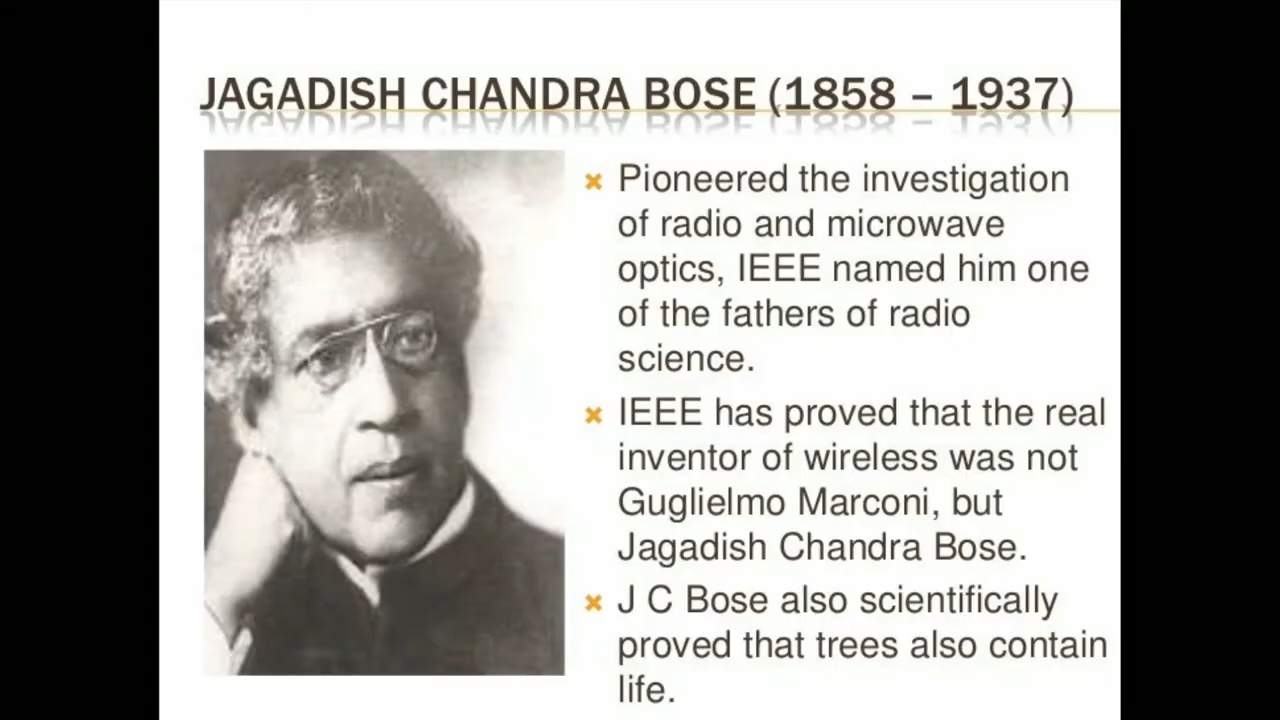 JAGADISH CHANDRA BOSE (1858 – 1937)
Pioneered the investigation
of radio and microwave
optics, IEEE named him one
of the fathers of radio
science.
IEEE has proved that the real
inventor of wireless was not
Guglielmo Marconi, but
Jagadish Chandra Bose.
J C Bose also scientifically
proved that trees also contain
life.